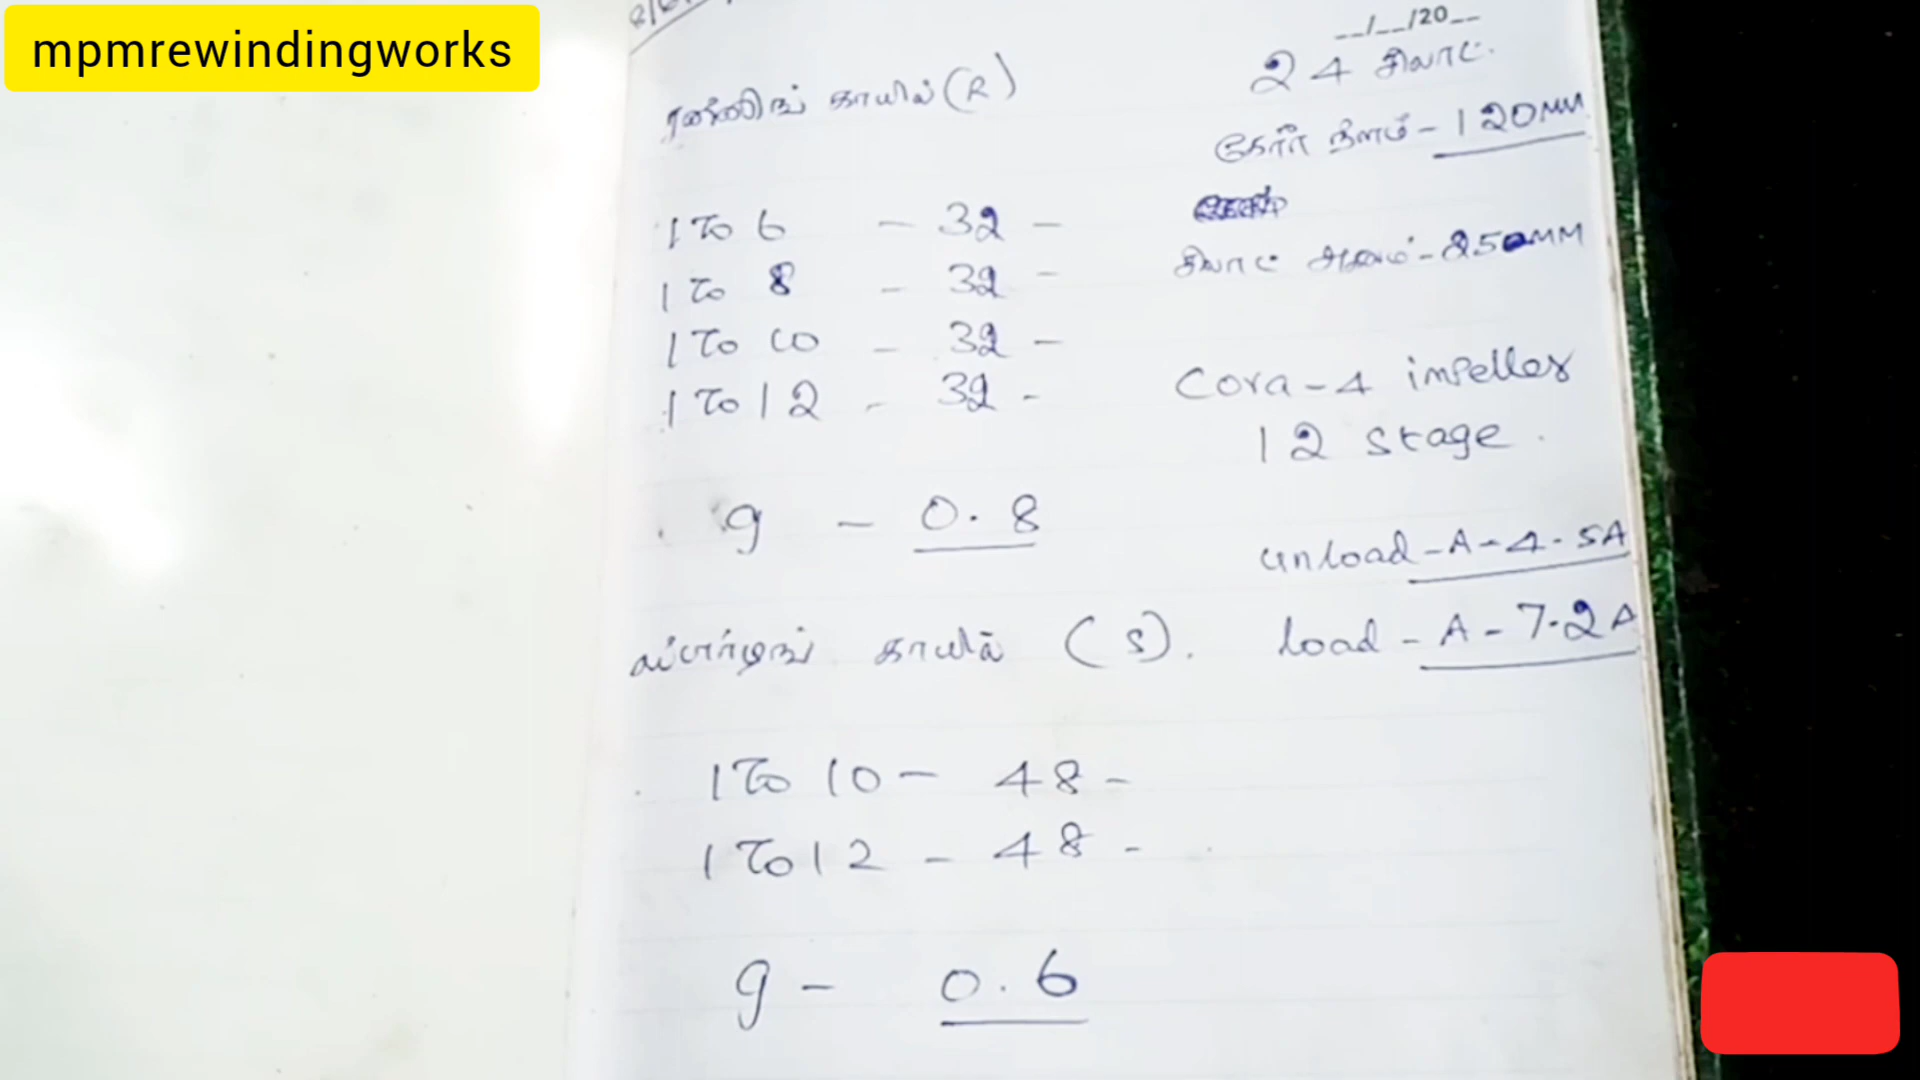 mpmrewindingworks
__/__/20__
ரன்னிங் காயில் (R)
24 சிலாட்.
கோர் நீளம் - 120MM
1 To 6 - 32 -
1 To 8 - 32 -
1 To 10 - 32 -
1 To 12 - 32 -
சிலாட் அகலம் - 250MM
Cora - 4 impeller
12 stage.
g - 0.8
unload - A - 4.5A
load - A - 7.2A
ஸ்டார்டிங் காயில் (S).
1 To 10 - 48 -
1 To 12 - 48 -
g - 0.6